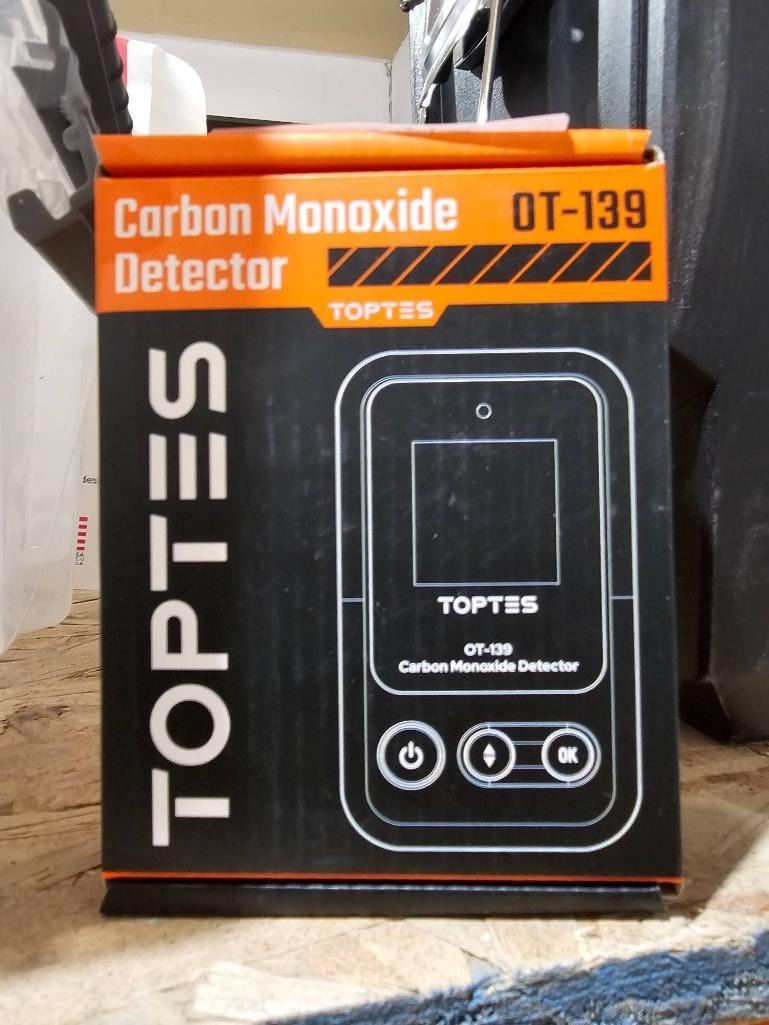 Carbon Monoxide
Detector
OT-139
TOPTES
TOPTES
TOPTES
OT-139
Carbon Monoxide Detector
OK